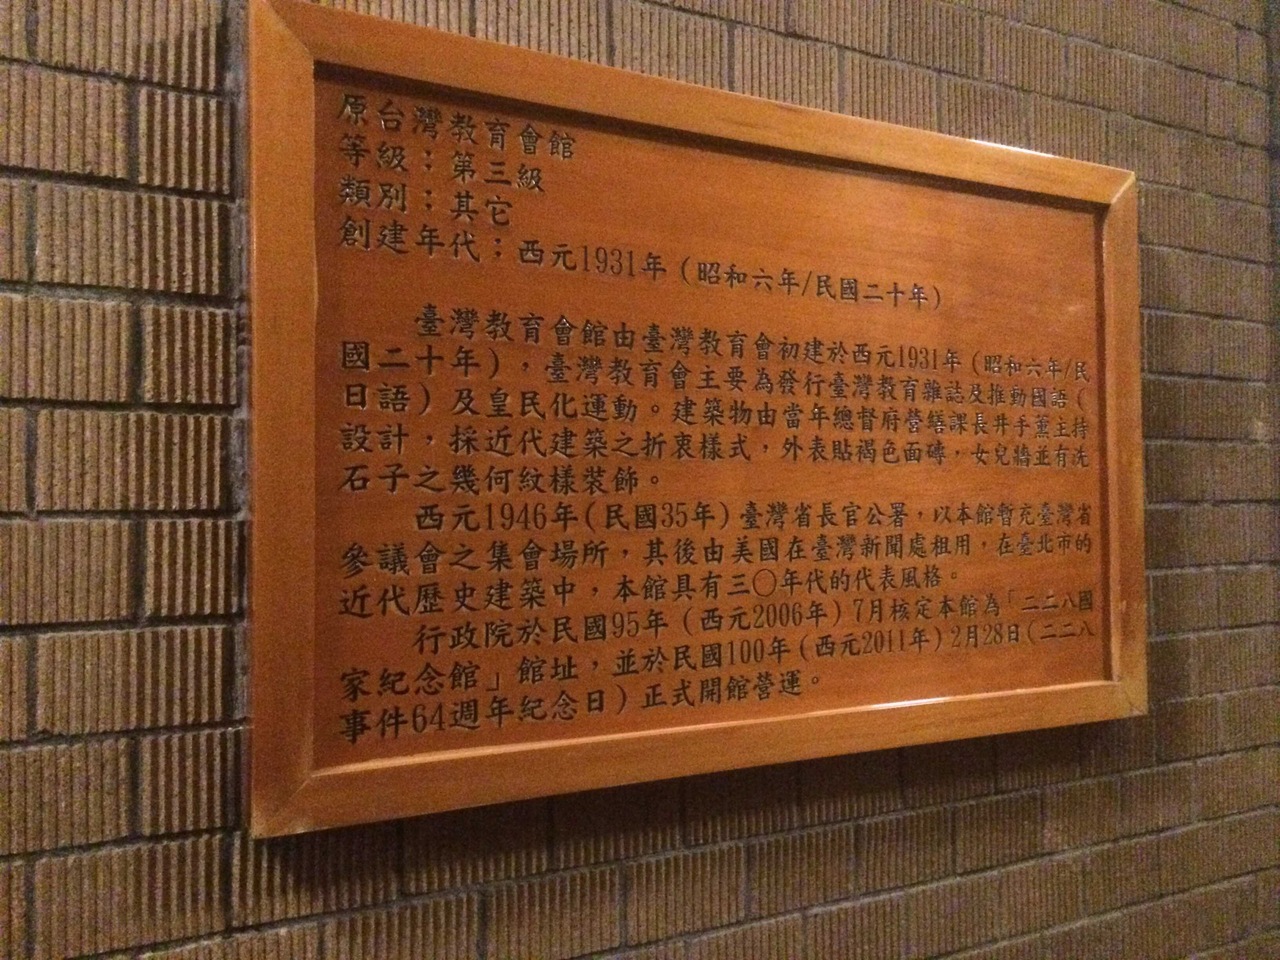 原台灣教育會館
等級：第三級
類別：其它
創建年代：西元1931年（昭和六年/民國二十年）
臺灣教育會館由臺灣教育會初建於西元1931年（昭和六年/民
國二十年），臺灣教育會主要為發行臺灣教育雜誌及推動國語（
日語）及皇民化運動。建築物由當年總督府營繕課長井手薰主持
設計，採近代建築之折衷樣式，外表貼褐色面磚，女兒牆並有洗
石子之幾何紋樣裝飾。
西元1946年（民國35年）臺灣省長官公署，以本館暫充臺灣省
參議會之集會場所，其後由美國在臺灣新聞處租用，在臺北市的
近代歷史建築中，本館具有三〇年代的代表風格。
行政院於民國95年（西元2006年）7月核定本館為「二二八國
家紀念館」館址，並於民國100年（西元2011年）2月28日（二二八
事件64週年紀念日）正式開館營運。